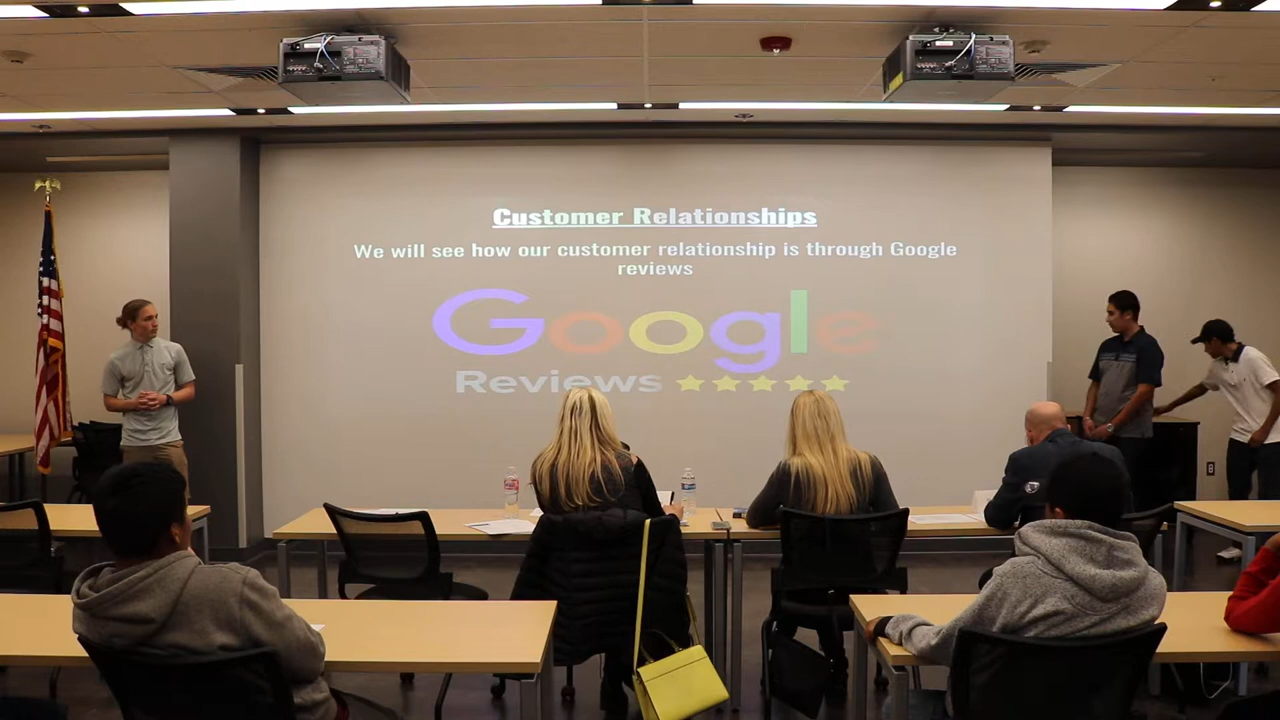 Customer Relationships
We will see how our customer relationship is through Google
reviews
Google
Reviews